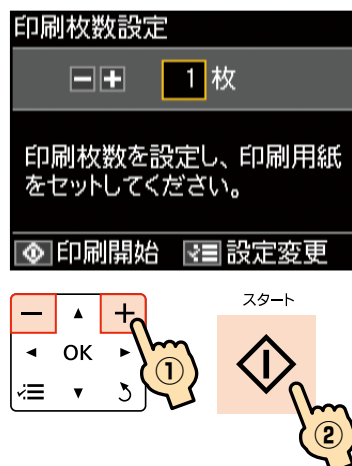 印刷枚数設定
1枚
印刷枚数を設定し、印刷用紙
をセットしてください。
印刷開始 設定変更
スタート
OK
①
②